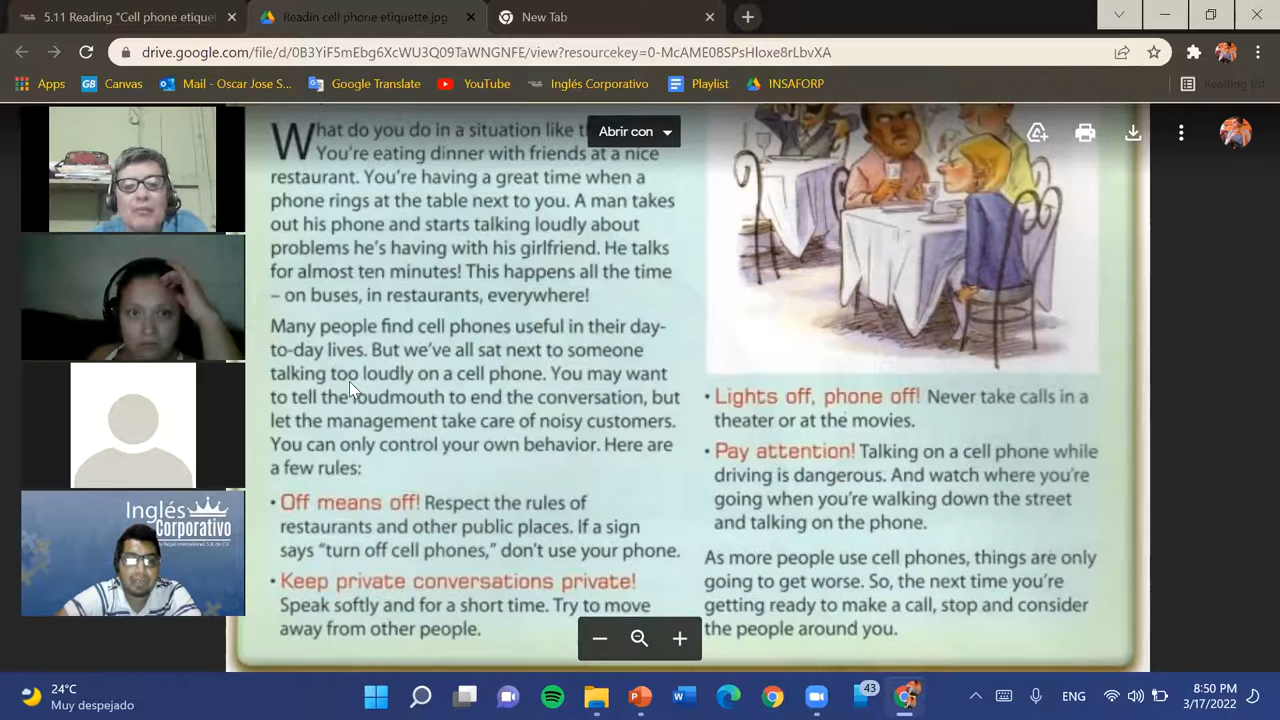 5.11 Reading "Cell phone etique
Readin cell phone etiquette.jpg
New Tab
drive.google.com/file/d/0B3YiF5mEbg6XcWU3Q09TaWNGNFE/view?resourcekey=0-McAME08SPsHloxe8rLbvXA
Apps
Canvas
Mail - Oscar Jose S...
Google Translate
YouTube
Inglés Corporativo
Playlist
INSAFORP
Reading list
Abrir con
What do you do in a situation like th
You're eating dinner with friends at a nice
restaurant. You're having a great time when a
phone rings at the table next to you. A man takes
out his phone and starts talking loudly about
problems he's having with his girlfriend. He talks
for almost ten minutes! This happens all the time
– on buses, in restaurants, everywhere!
Many people find cell phones useful in their day-
to-day lives. But we've all sat next to someone
talking too loudly on a cell phone. You may want
to tell the loudmouth to end the conversation, but
let the management take care of noisy customers.
You can only control your own behavior. Here are
a few rules:
• Off means off! Respect the rules of
restaurants and other public places. If a sign
says "turn off cell phones," don't use your phone.
• Keep private conversations private!
Speak softly and for a short time. Try to move
away from other people.
• Lights off, phone off! Never take calls in a
theater or at the movies.
• Pay attention! Talking on a cell phone while
driving is dangerous. And watch where you're
going when you're walking down the street
and talking on the phone.
As more people use cell phones, things are only
going to get worse. So, the next time you're
getting ready to make a call, stop and consider
the people around you.
Inglés
Corporativo
24°C
Muy despejado
43
ENG
8:50 PM
3/17/2022